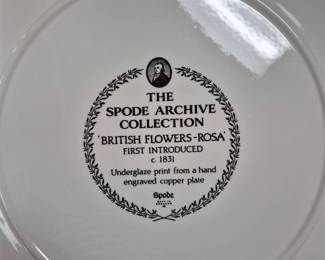 THE
SPODE ARCHIVE
COLLECTION
'BRITISH FLOWERS-ROSA'
FIRST INTRODUCED
c. 1831
Underglaze print from a hand
engraved copper plate
Spode